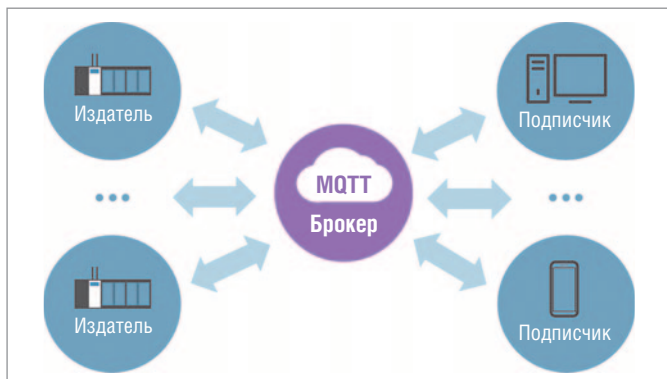 Издатель
Подписчик
MQTT
Брокер
Издатель
Подписчик